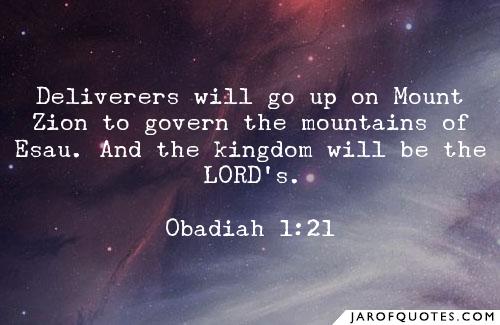 Deliverers will go up on Mount
Zion to govern the mountains of
Esau. And the kingdom will be the
LORD's.
Obadiah 1:21
JAROFQUOTES.COM